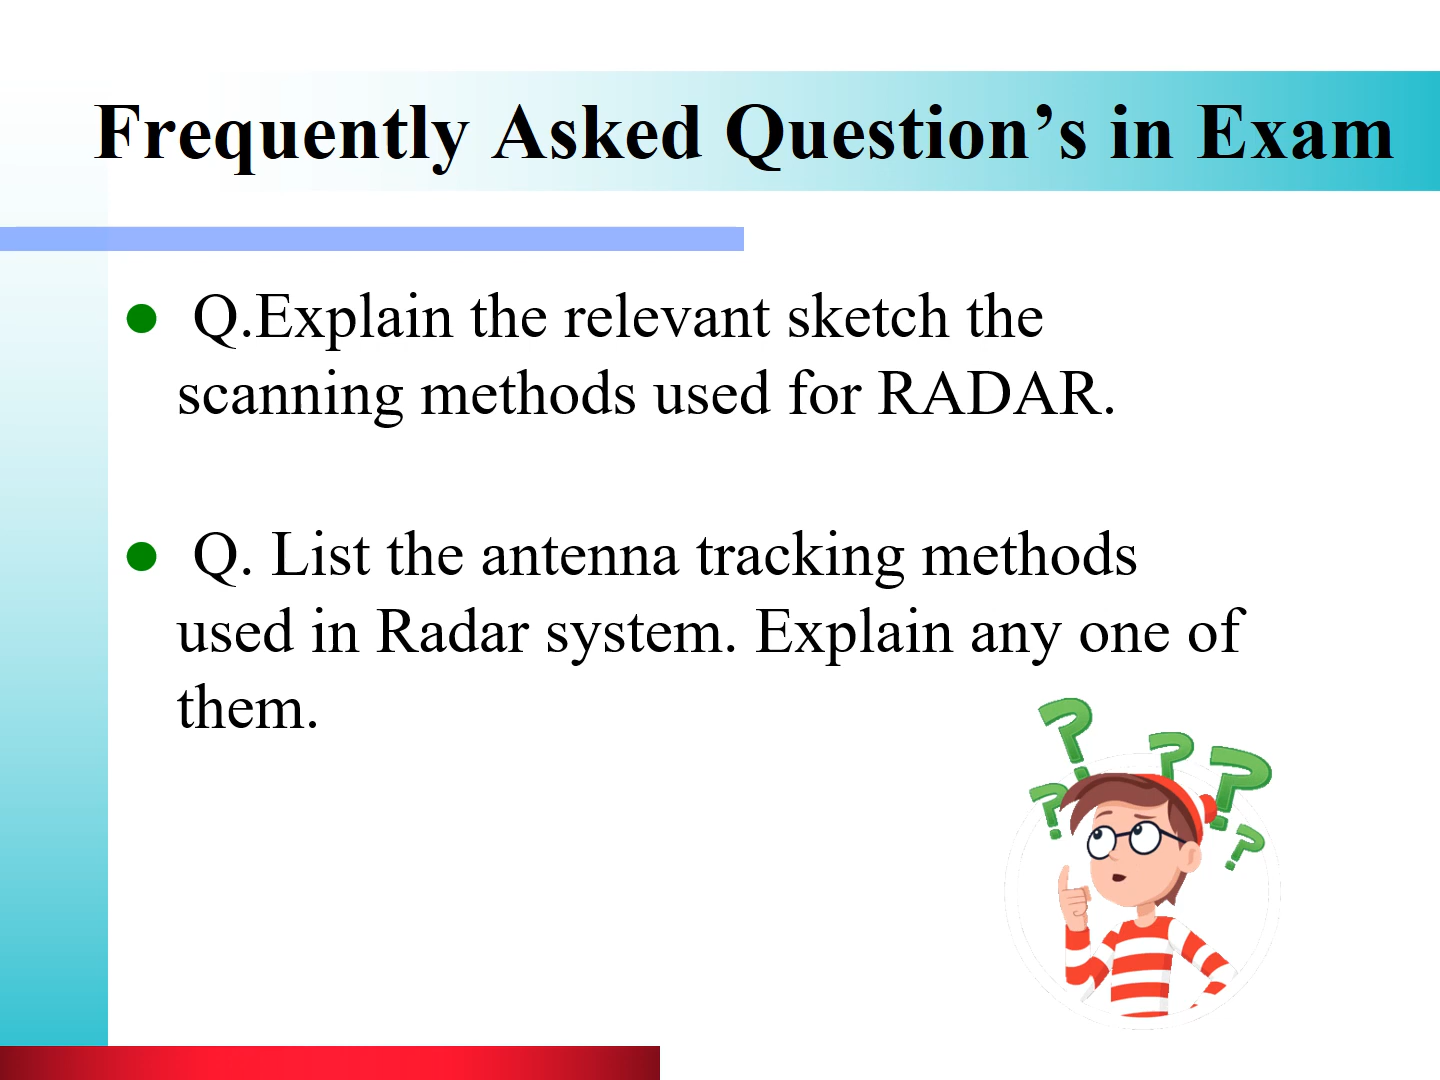 Frequently Asked Question’s in Exam
Q.Explain the relevant sketch the
scanning methods used for RADAR.
Q. List the antenna tracking methods
used in Radar system. Explain any one of
them.
? ? ? ? ?